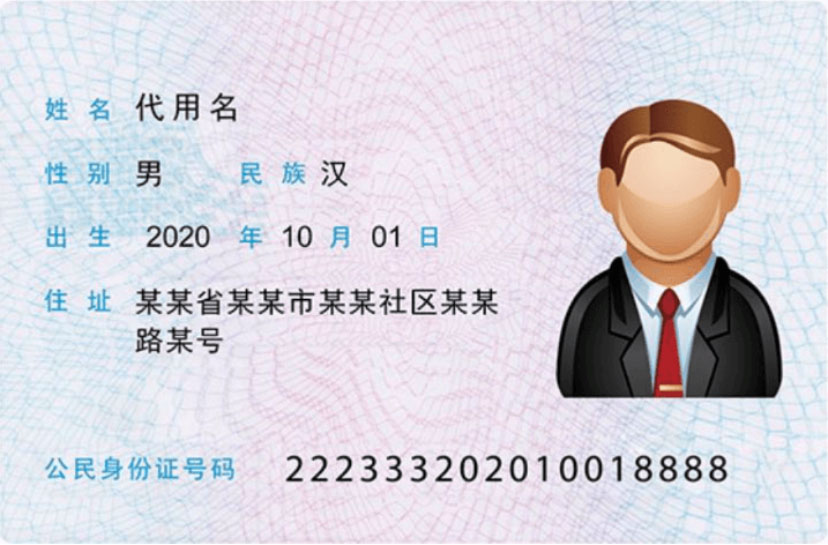 姓名 代用名
性别 男 民族 汉
出生 2020 年 10 月 01 日
住址 某某省某某市某某社区某某
路某号
公民身份证号码 222333202010018888